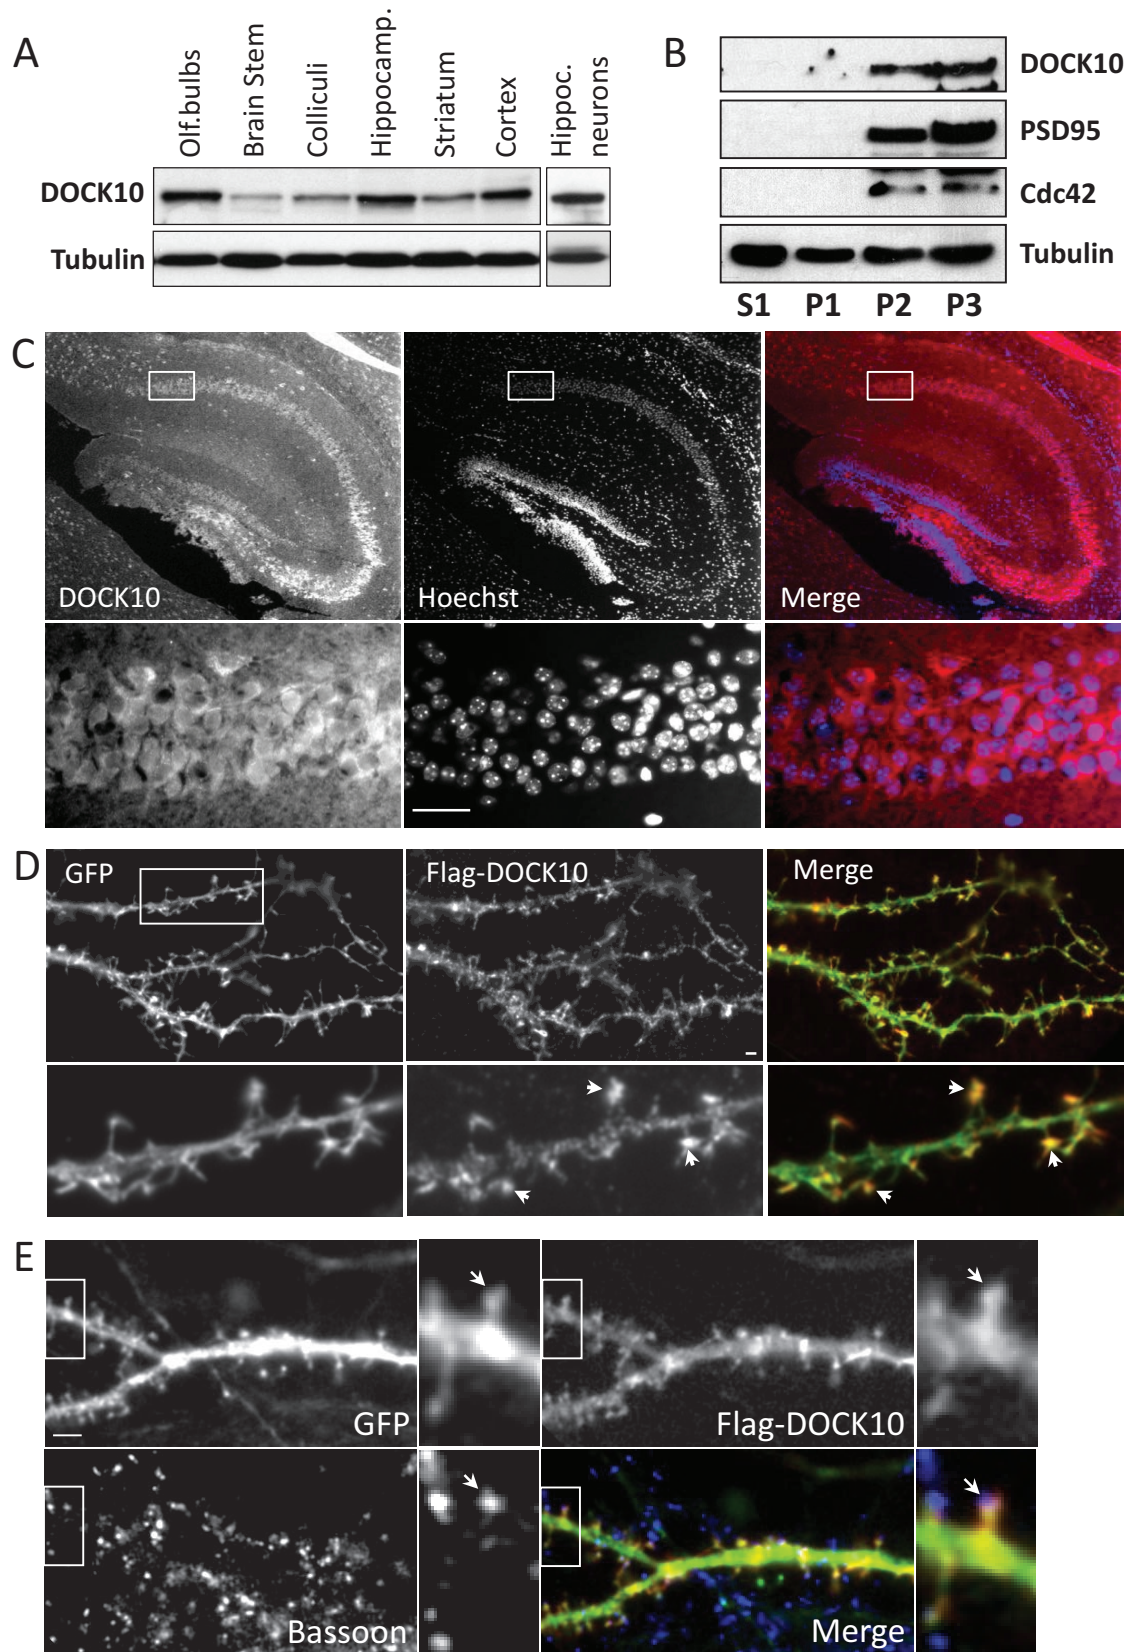 A
Olf.bulbs
Brain Stem
Colliculi
Hippocamp.
Striatum
Cortex
Hippoc.
neurons
DOCK10
Tubulin
B
DOCK10
PSD95
Cdc42
Tubulin
S1 P1 P2 P3
C
DOCK10
Hoechst
Merge
D
GFP
Flag-DOCK10
Merge
E
GFP
Flag-DOCK10
Bassoon
Merge